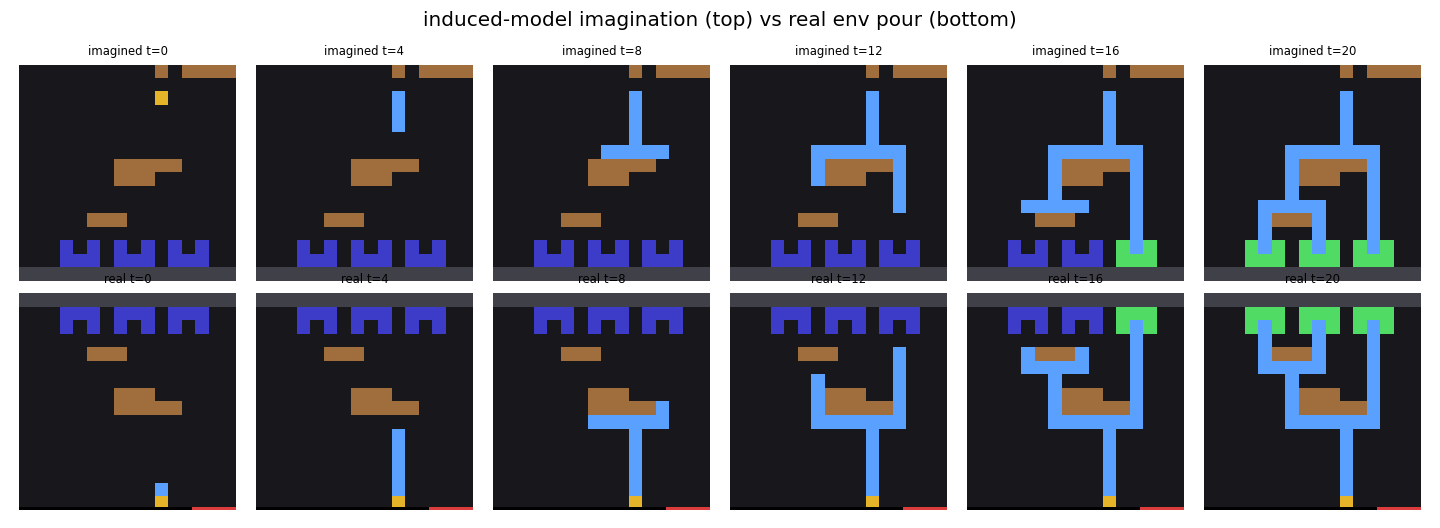 induced-model imagination (top) vs real env pour (bottom)
imagined t=0
imagined t=4
imagined t=8
imagined t=12
imagined t=16
imagined t=20
real t=0
real t=4
real t=8
real t=12
real t=16
real t=20